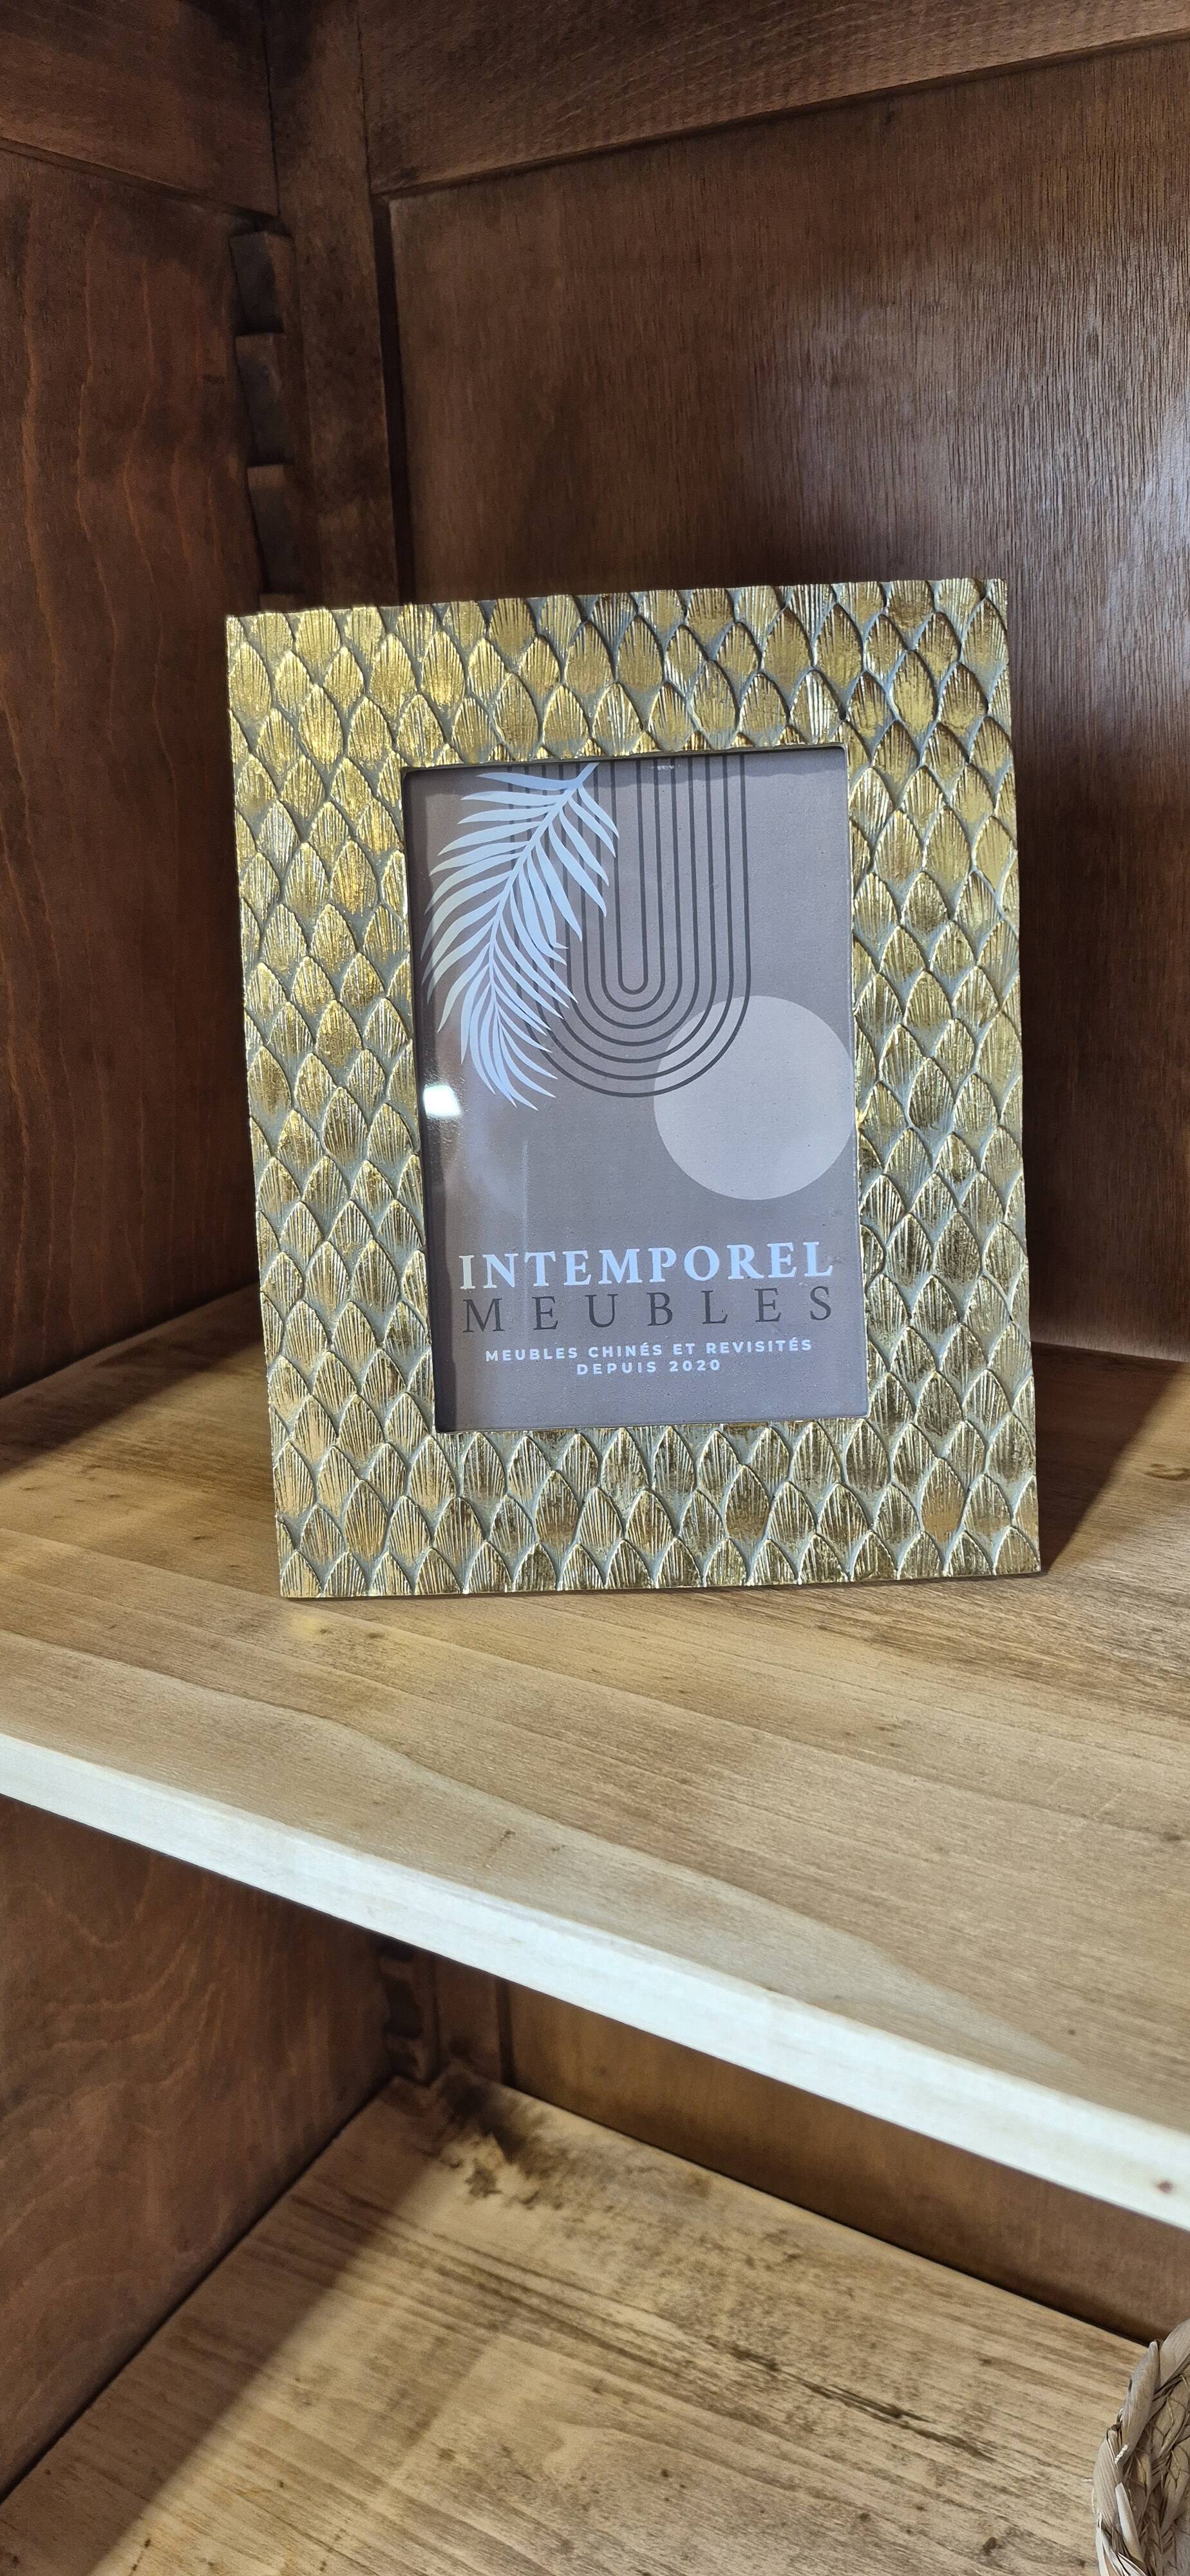 INTEMPOREL
MEUBLES
MEUBLES CHINÉS ET REVISITÉS
DEPUIS 2020